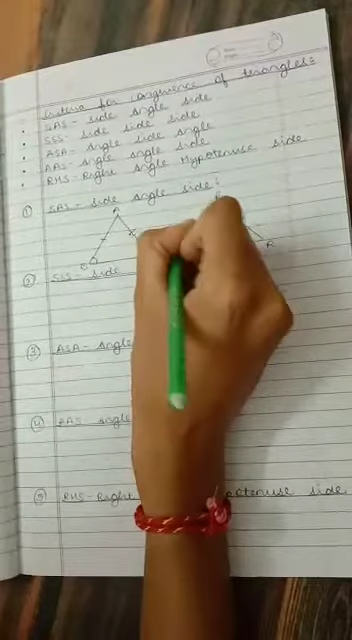 Criteria for congruence of triangles:
• SAS - Side Angle Side
• SSS - Side Side Side
• ASA - Angle Side Angle
• AAS - Angle Angle Side
• RHS - Right Angle Hypotenuse Side
① SAS - Side Angle Side:
A
R
② SSS - Side
③ ASA - Angle
④ AAS - Angle
⑤ RHS - Right potenuse Side